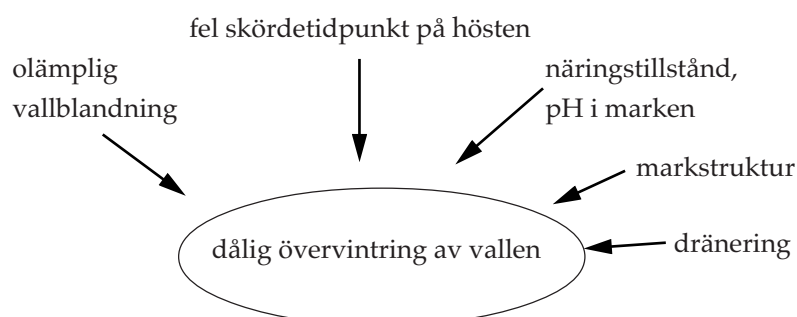 fel skördetidpunkt på hösten
olämplig
vallblandning
näringstillstånd,
pH i marken
markstruktur
dränering
dålig övervintring av vallen